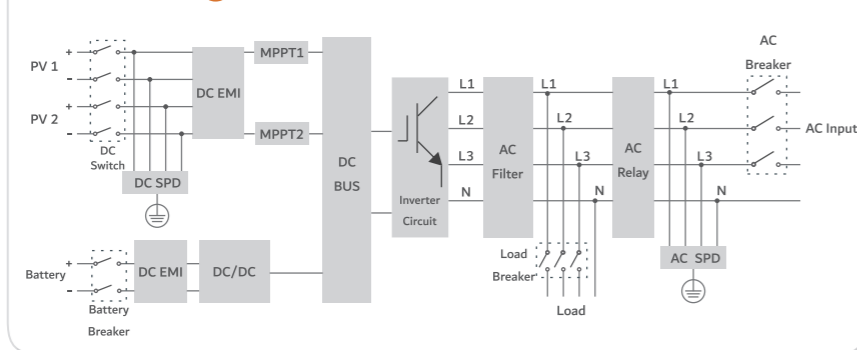 PV 1
+
-
PV 2
+
-
DC
Switch
DC SPD
DC EMI
MPPT1
MPPT2
Battery
+
-
Battery
Breaker
DC EMI
DC/DC
DC
BUS
Inverter
Circuit
L1
L2
L3
N
AC
Filter
L1
L2
L3
N
Load
Breaker
Load
AC
Relay
L1
L2
L3
N
AC SPD
AC
Breaker
AC Input